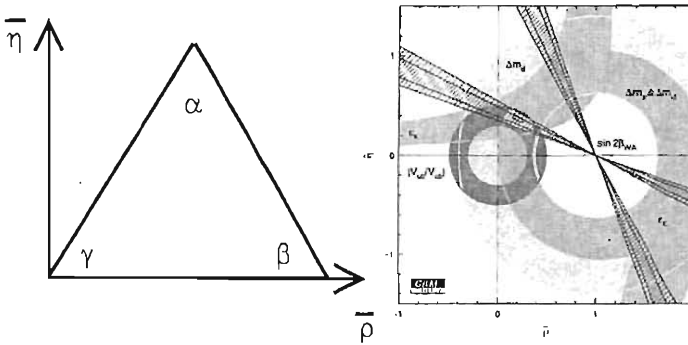 η̅
α
γ
β
ρ̅
1
0
-1
Δm_d
Δm_s & Δm_d
ε_K
sin 2β_WA
|V_ub/V_cb|
ε_K
-1
0
1
ρ̅